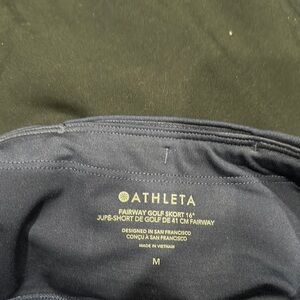 ATHLETA
FAIRWAY GOLF SKORT 16"
JUPE-SHORT DE GOLF DE 41 CM FAIRWAY
DESIGNED IN SAN FRANCISCO
CONÇU À SAN FRANCISCO
MADE IN VIETNAM
M